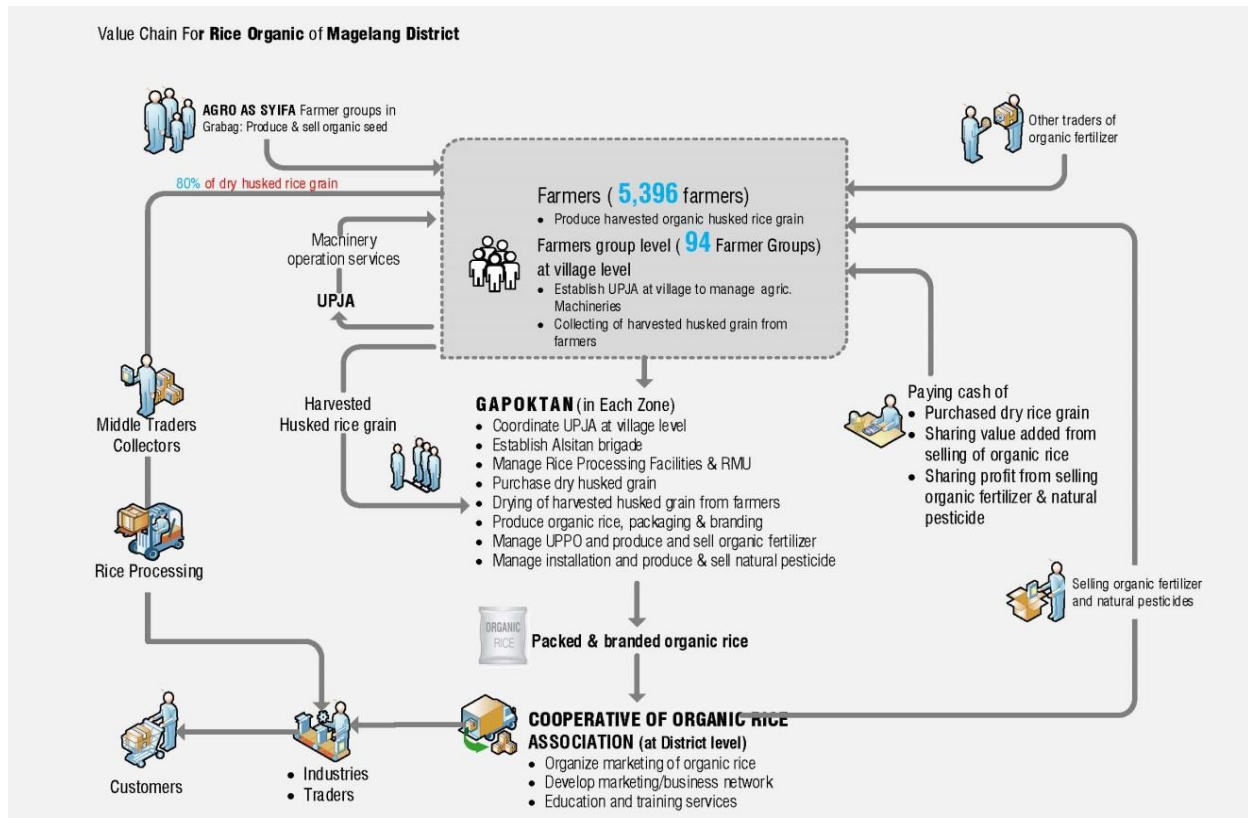 Value Chain For Rice Organic of Magelang District
AGRO AS SYIFA Farmer groups in
Grabag: Produce & sell organic seed
Other traders of
organic fertilizer
80% of dry husked rice grain
Farmers ( 5,396 farmers)
• Produce harvested organic husked rice grain
Farmers group level ( 94 Farmer Groups)
at village level
• Establish UPJA at village to manage agric.
Machineries
• Collecting of harvested husked grain from
farmers
Machinery
operation services
UPJA
Middle Traders
Collectors
Harvested
Husked rice grain
GAPOKTAN (in Each Zone)
• Coordinate UPJA at village level
• Establish Alsitan brigade
• Manage Rice Processing Facilities & RMU
• Purchase dry husked grain
• Drying of harvested husked grain from farmers
• Produce organic rice, packaging & branding
• Manage UPPO and produce and sell organic fertilizer
• Manage installation and produce & sell natural pesticide
Paying cash of
• Purchased dry rice grain
• Sharing value added from
selling of organic rice
• Sharing profit from selling
organic fertilizer & natural
pesticide
Rice Processing
Selling organic fertilizer
and natural pesticides
ORGANIC
RICE
Packed & branded organic rice
COOPERATIVE OF ORGANIC RICE
ASSOCIATION (at District level)
• Organize marketing of organic rice
• Develop marketing/business network
• Education and training services
• Industries
• Traders
Customers